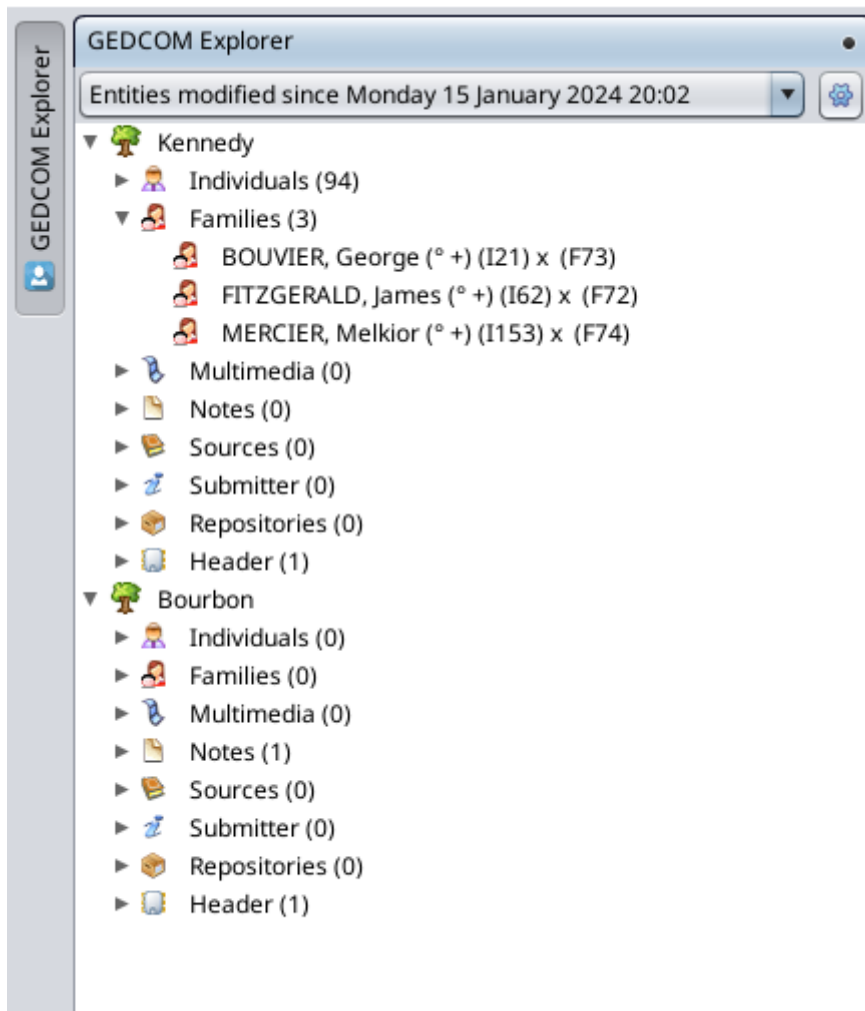 GEDCOM Explorer
GEDCOM Explorer
Entities modified since Monday 15 January 2024 20:02
Kennedy
Individuals (94)
Families (3)
BOUVIER, George (° +) (I21) x (F73)
FITZGERALD, James (° +) (I62) x (F72)
MERCIER, Melkior (° +) (I153) x (F74)
Multimedia (0)
Notes (0)
Sources (0)
Submitter (0)
Repositories (0)
Header (1)
Bourbon
Individuals (0)
Families (0)
Multimedia (0)
Notes (1)
Sources (0)
Submitter (0)
Repositories (0)
Header (1)